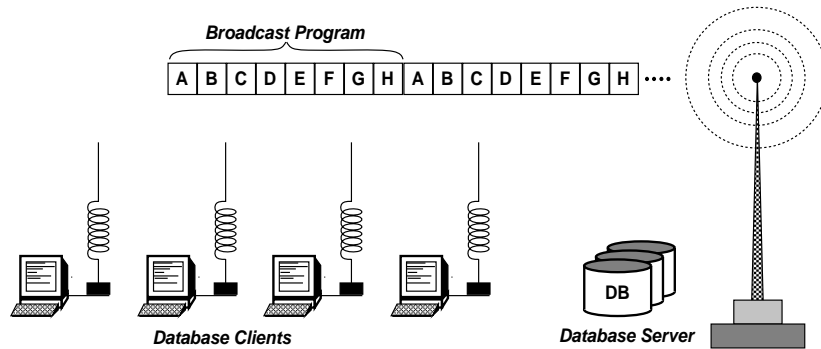 Broadcast Program
A B C D E F G H A B C D E F G H ....
DB
Database Clients
Database Server